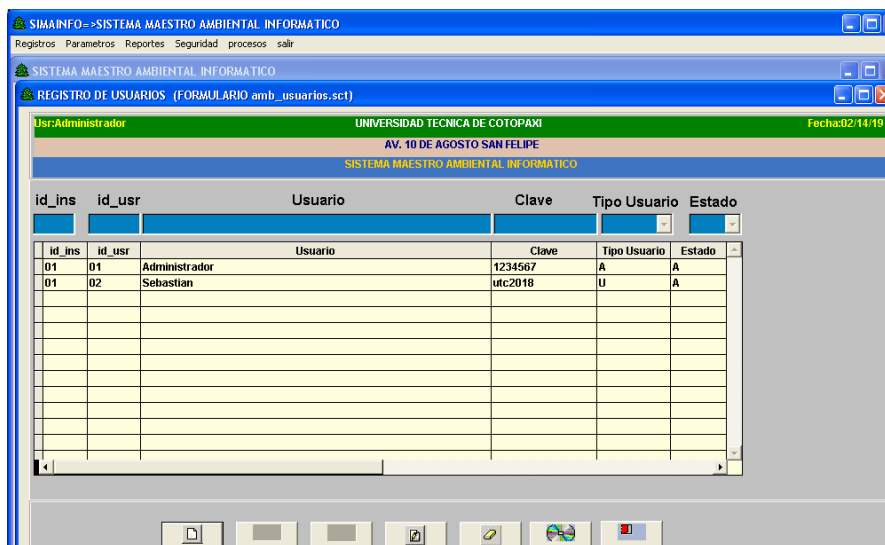 SIMAINFO=>SISTEMA MAESTRO AMBIENTAL INFORMATICO
Registros Parametros Reportes Seguridad procesos salir
SISTEMA MAESTRO AMBIENTAL INFORMATICO
REGISTRO DE USUARIOS (FORMULARIO amb_usuarios.sct)
Usr:Administrador UNIVERSIDAD TECNICA DE COTOPAXI Fecha:02/14/19
AV. 10 DE AGOSTO SAN FELIPE
SISTEMA MAESTRO AMBIENTAL INFORMATICO
id_ins id_usr Usuario Clave Tipo Usuario Estado
id_ins id_usr Usuario Clave Tipo Usuario Estado
01 01 Administrador 1234567 A A
01 02 Sebastian utc2018 U A